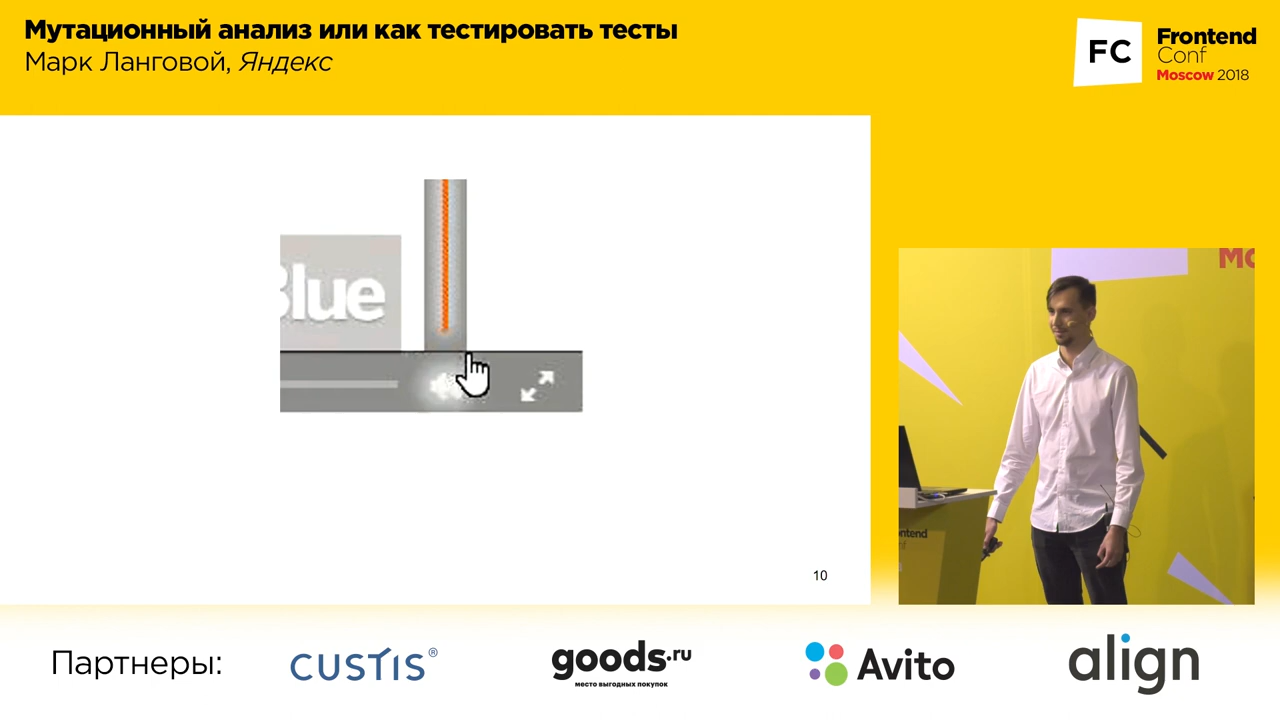 Мутационный анализ или как тестировать тесты
Марк Ланговой, Яндекс
FC
Frontend
Conf
Moscow 2018
Blue
10
Партнеры:
CUSTIS®
goods.ru
место выгодных покупок
Avito
align